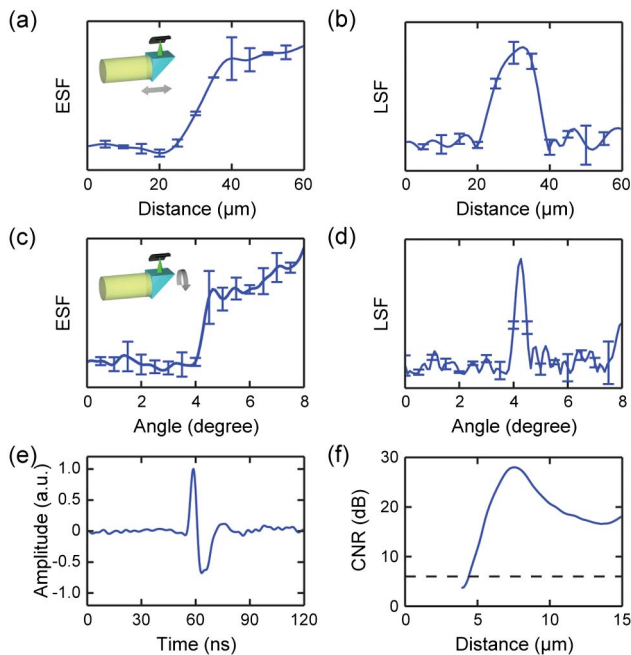 (a)
ESF
0 20 40 60
Distance (µm)
(b)
LSF
0 20 40 60
Distance (µm)
(c)
ESF
0 2 4 6 8
Angle (degree)
(d)
LSF
0 2 4 6 8
Angle (degree)
(e)
Amplitude (a.u.)
1.0
0.5
0
-0.5
-1.0
0 30 60 90 120
Time (ns)
(f)
CNR (dB)
30
20
10
0
0 5 10 15
Distance (µm)